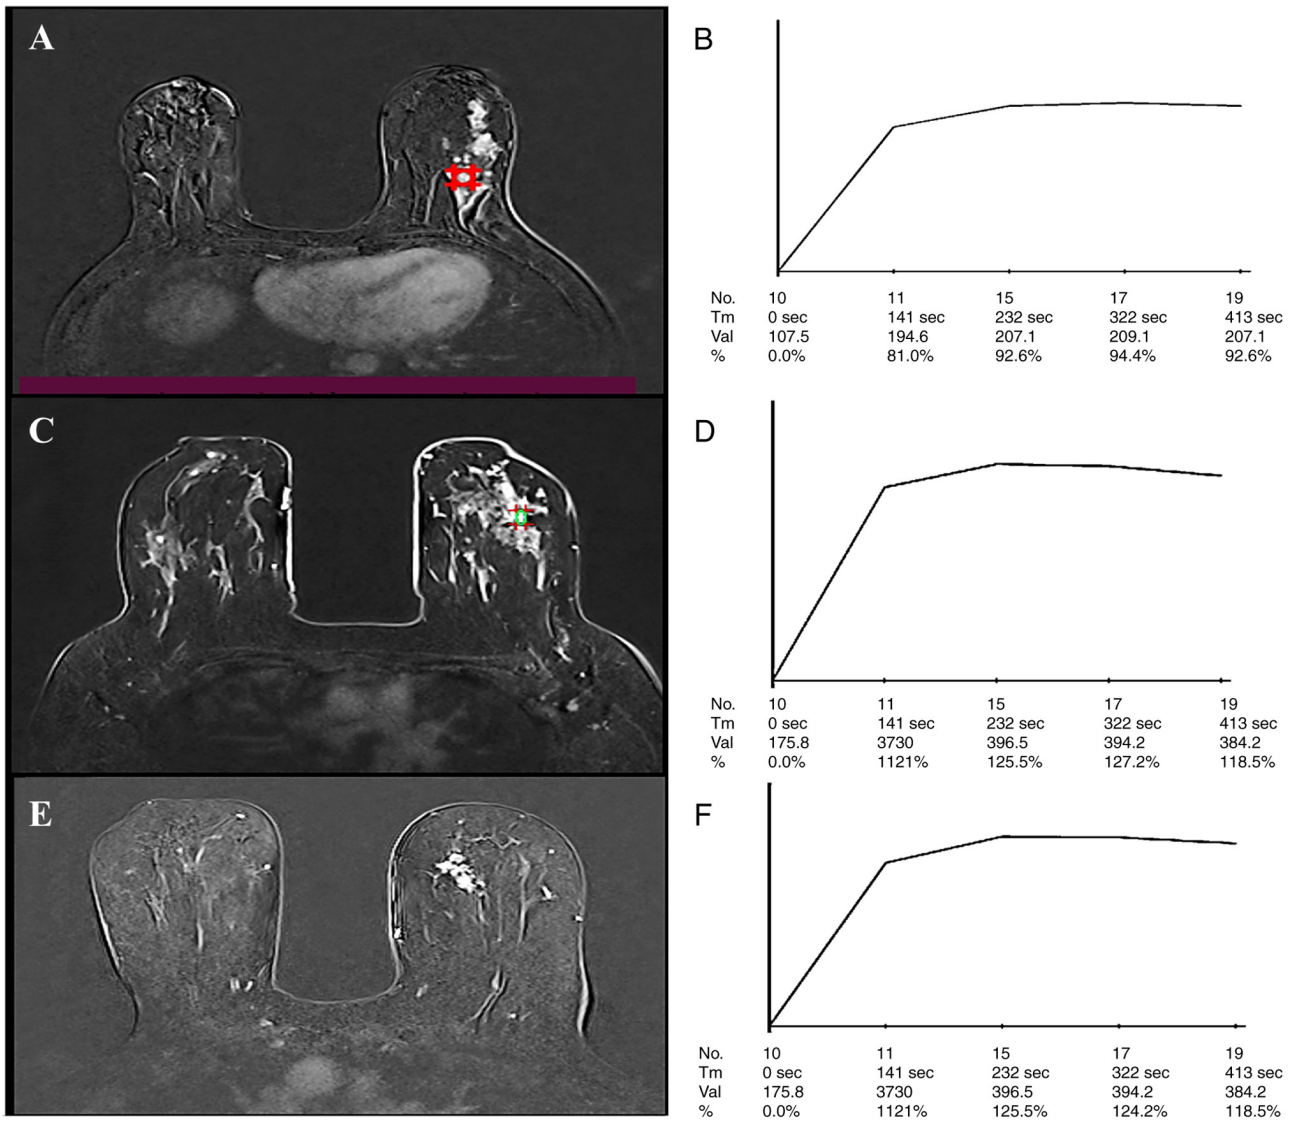 A
B
No. 10 11 15 17 19
Tm 0 sec 141 sec 232 sec 322 sec 413 sec
Val 107.5 194.6 207.1 209.1 207.1
% 0.0% 81.0% 92.6% 94.4% 92.6%
C
D
No. 10 11 15 17 19
Tm 0 sec 141 sec 232 sec 322 sec 413 sec
Val 175.8 3730 396.5 394.2 384.2
% 0.0% 1121% 125.5% 127.2% 118.5%
E
F
No. 10 11 15 17 19
Tm 0 sec 141 sec 232 sec 322 sec 413 sec
Val 175.8 3730 396.5 394.2 384.2
% 0.0% 1121% 125.5% 124.2% 118.5%